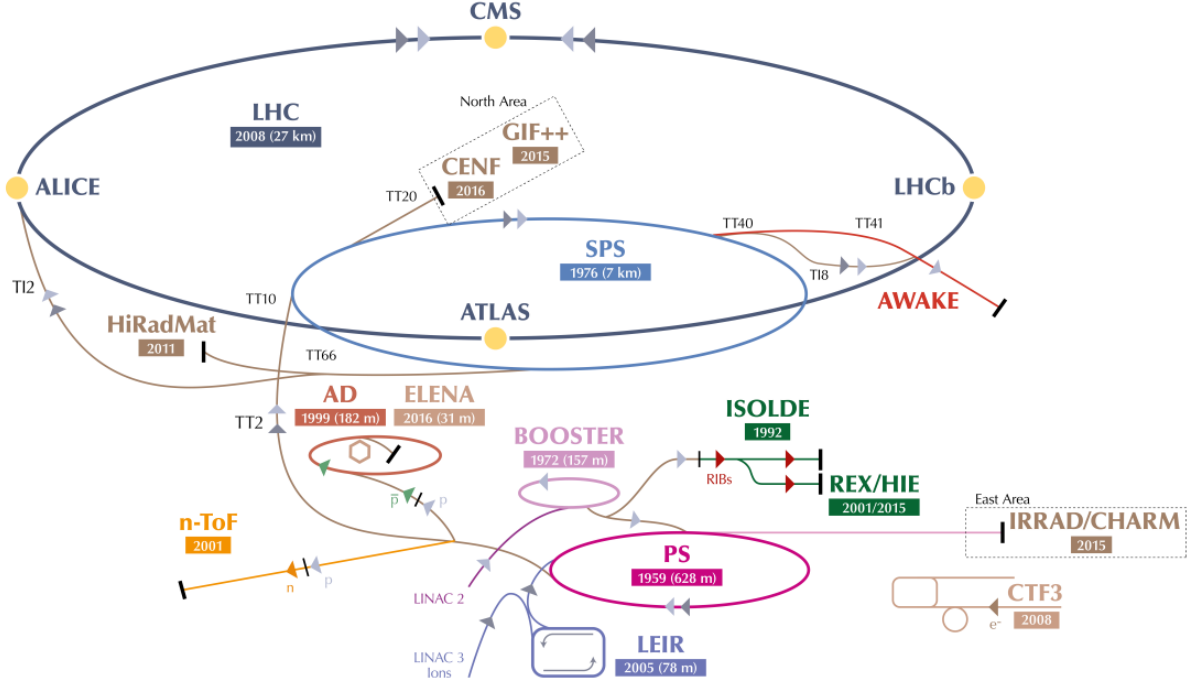 CMS
North Area
LHC
2008 (27 km)
GIF++
2015
CENF
2016
ALICE
LHCb
TT20
TT40
TT41
SPS
1976 (7 km)
TI8
TI2
TT10
AWAKE
ATLAS
HiRadMat
2011
TT66
AD
1999 (182 m)
ELENA
2016 (31 m)
TT2
ISOLDE
1992
BOOSTER
1972 (157 m)
RIBs
REX/HIE
2001/2015
p̅
p
East Area
n-ToF
2001
IRRAD/CHARM
2015
PS
1959 (628 m)
n
p
LINAC 2
CTF3
2008
e-
LEIR
2005 (78 m)
LINAC 3
Ions